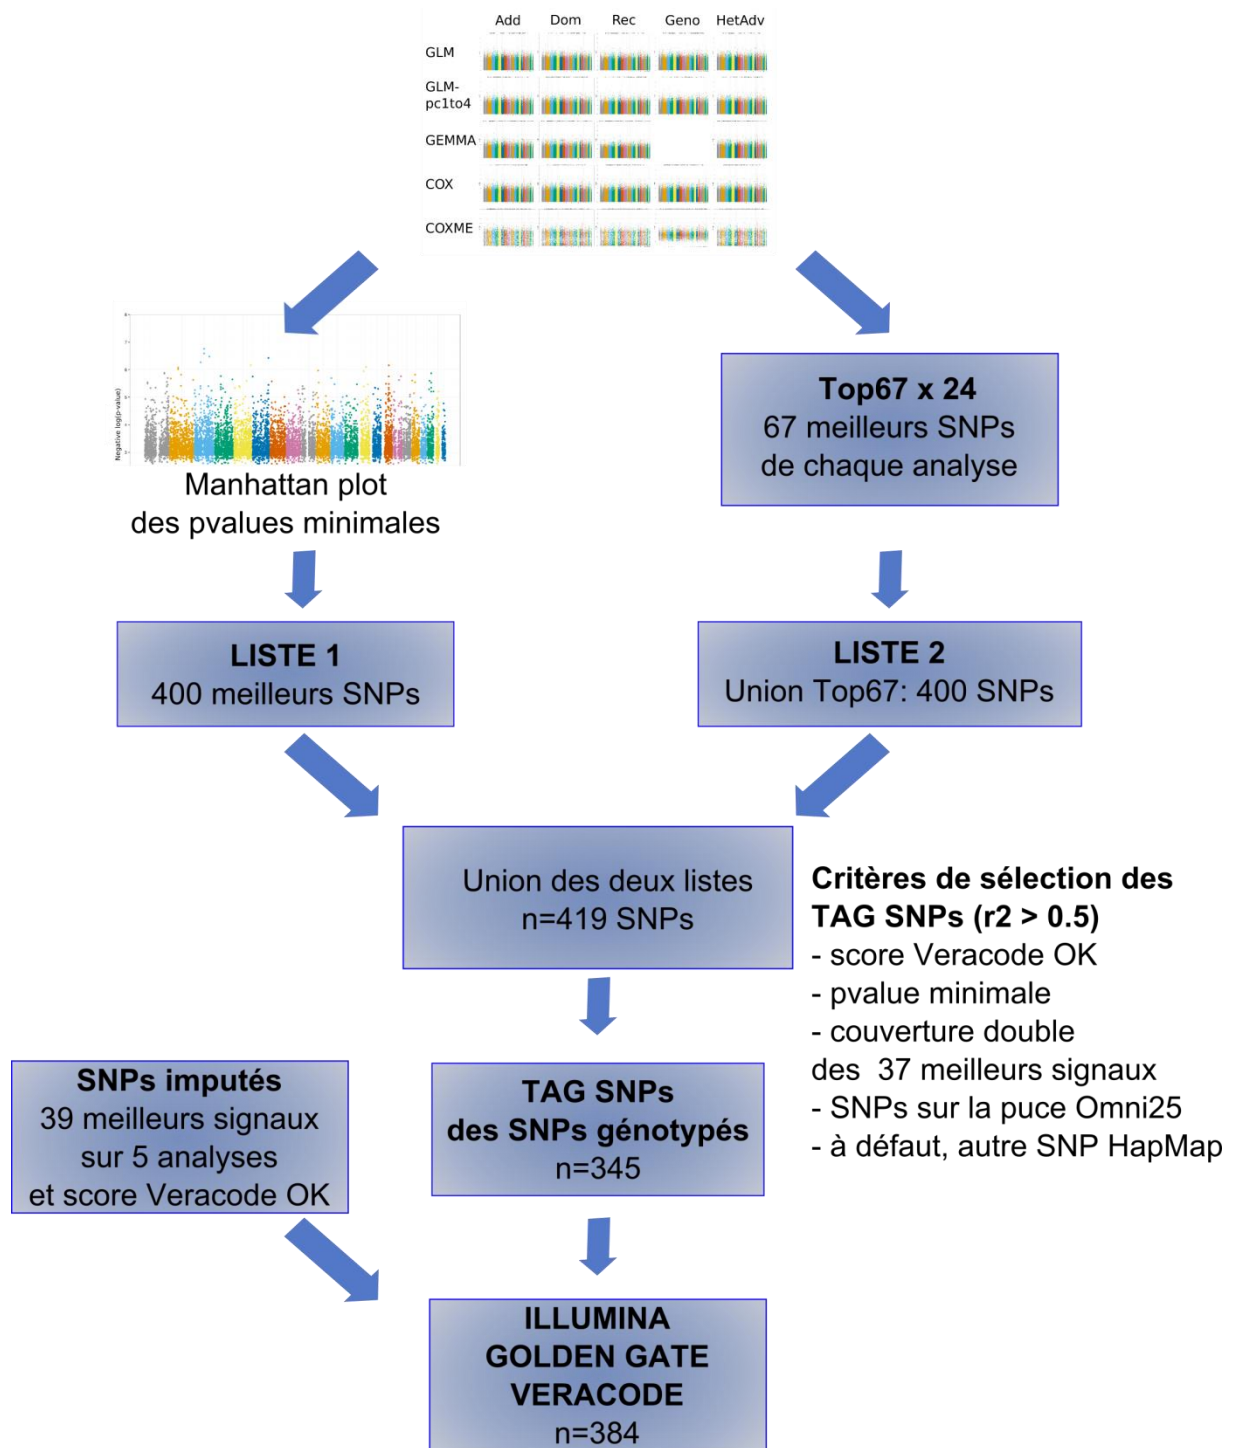 Add Dom Rec Geno HetAdv
GLM
GLM-
pc1to4
GEMMA
COX
COXME
Negative log(p-value)
Manhattan plot
des pvalues minimales
Top67 x 24
67 meilleurs SNPs
de chaque analyse
LISTE 1
400 meilleurs SNPs
LISTE 2
Union Top67: 400 SNPs
Union des deux listes
n=419 SNPs
Critères de sélection des
TAG SNPs (r2 > 0.5)
- score Veracode OK
- pvalue minimale
- couverture double
des 37 meilleurs signaux
- SNPs sur la puce Omni25
- à défaut, autre SNP HapMap
SNPs imputés
39 meilleurs signaux
sur 5 analyses
et score Veracode OK
TAG SNPs
des SNPs génotypés
n=345
ILLUMINA
GOLDEN GATE
VERACODE
n=384